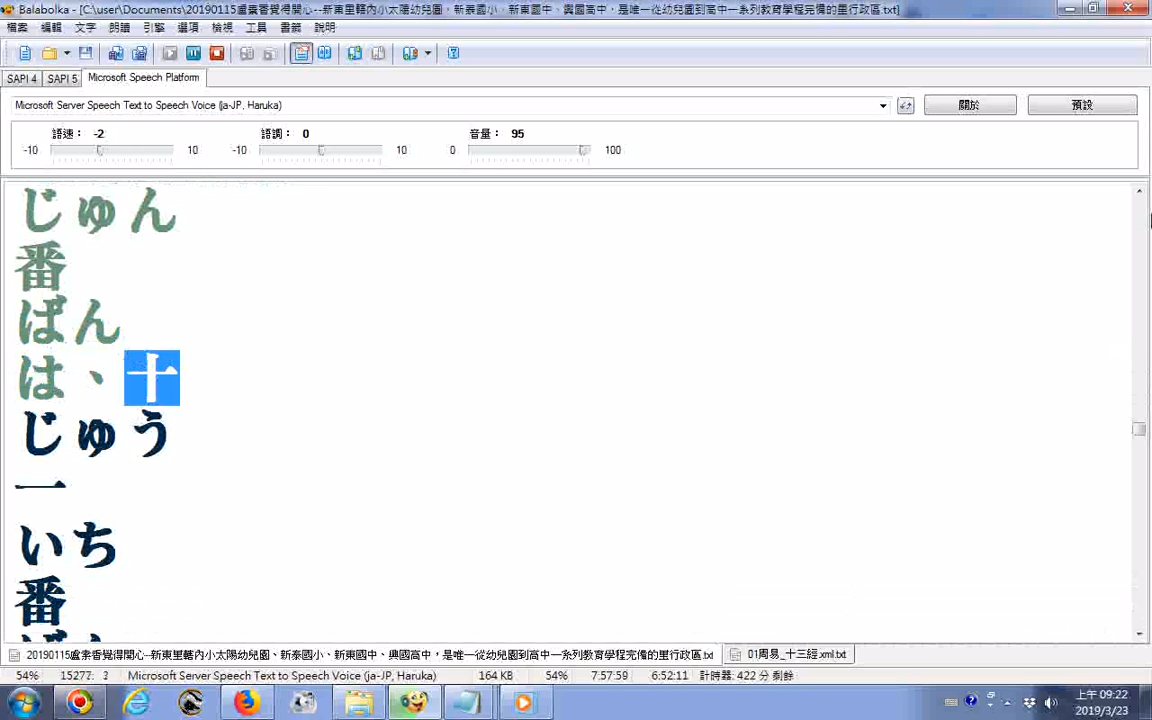 Balabolka - [C:\user\Documents\20190115盧素香覺得開心--新東里轄內小太陽幼兒園、新泰國小、新東國中、興國高中，是唯一從幼兒園到高中一系列教育學程完備的里行政區.txt]
檔案 編輯 文字 朗讀 引擎 選項 檢視 工具 書籤 說明
SAPI 4 SAPI 5 Microsoft Speech Platform
Microsoft Server Speech Text to Speech Voice (ja-JP, Haruka) 關於 預設
語速： -2 語調： 0 音量： 95
-10 10 -10 10 0 100
じゅん
番
ばん
は、十
じゅう
一
いち
番
20190115盧素香覺得開心--新東里轄內小太陽幼兒園、新泰國小、新東國中、興國高中，是唯一從幼兒園到高中一系列教育學程完備的里行政區.txt 01周易_十三經.xml.txt
54% 15277: 3 Microsoft Server Speech Text to Speech Voice (ja-JP, Haruka) 164 KB 54% 7:57:59 6:52:11 計時器: 422 分 剩餘
上午 09:22
2019/3/23